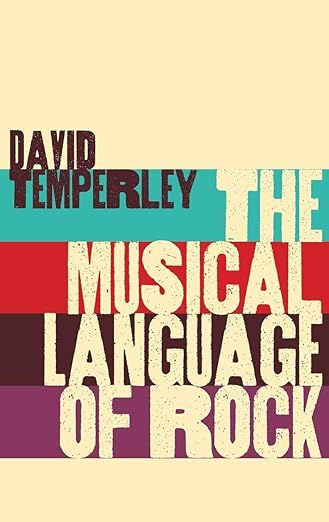 DAVID
TEMPERLEY
THE
MUSICAL
LANGUAGE
OF ROCK